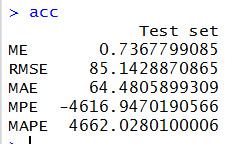 > acc
Test set
ME 0.7367799085
RMSE 85.1428870865
MAE 64.4805899309
MPE -4616.9470190566
MAPE 4662.0280100006
>